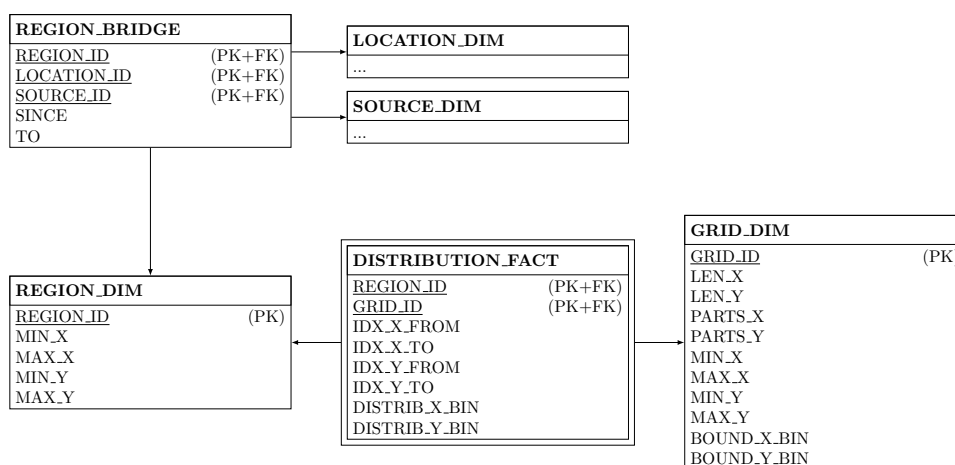 REGION_BRIDGE
REGION_ID (PK+FK)
LOCATION_ID (PK+FK)
SOURCE_ID (PK+FK)
SINCE
TO
LOCATION_DIM
...
SOURCE_DIM
...
REGION_DIM
REGION_ID (PK)
MIN_X
MAX_X
MIN_Y
MAX_Y
DISTRIBUTION_FACT
REGION_ID (PK+FK)
GRID_ID (PK+FK)
IDX_X_FROM
IDX_X_TO
IDX_Y_FROM
IDX_Y_TO
DISTRIB_X_BIN
DISTRIB_Y_BIN
GRID_DIM
GRID_ID (PK
LEN_X
LEN_Y
PARTS_X
PARTS_Y
MIN_X
MAX_X
MIN_Y
MAX_Y
BOUND_X_BIN
BOUND_Y_BIN